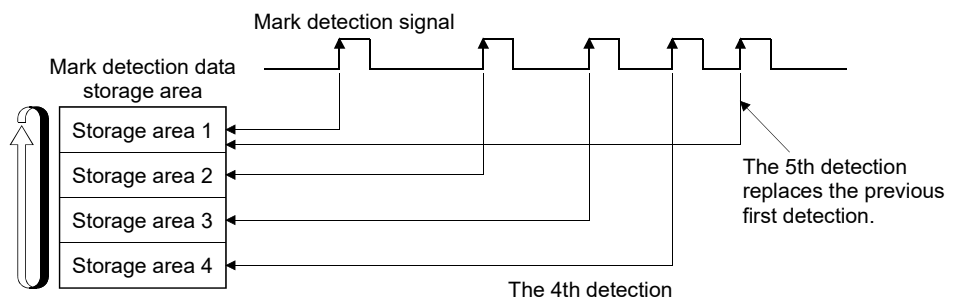 Mark detection signal
Mark detection data
storage area
Storage area 1
Storage area 2
Storage area 3
Storage area 4
The 5th detection
replaces the previous
first detection.
The 4th detection